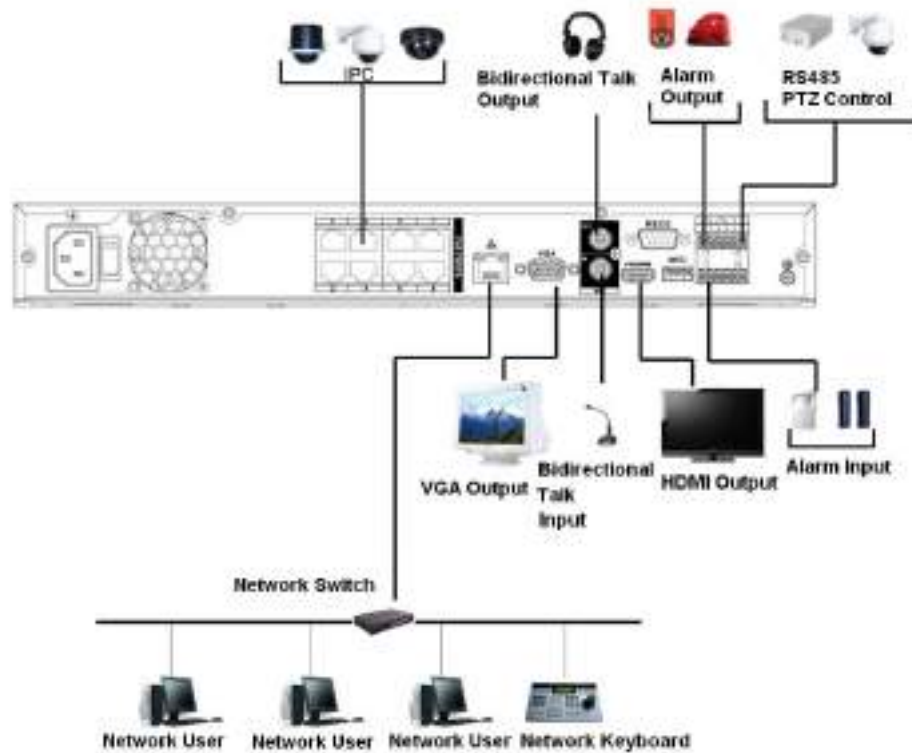 IPC
Bidirectional Talk
Output
Alarm
Output
RS485
PTZ Control
VGA Output
Bidirectional
Talk
Input
HDMI Output
Alarm Input
Network Switch
Network User
Network User
Network User
Network Keyboard